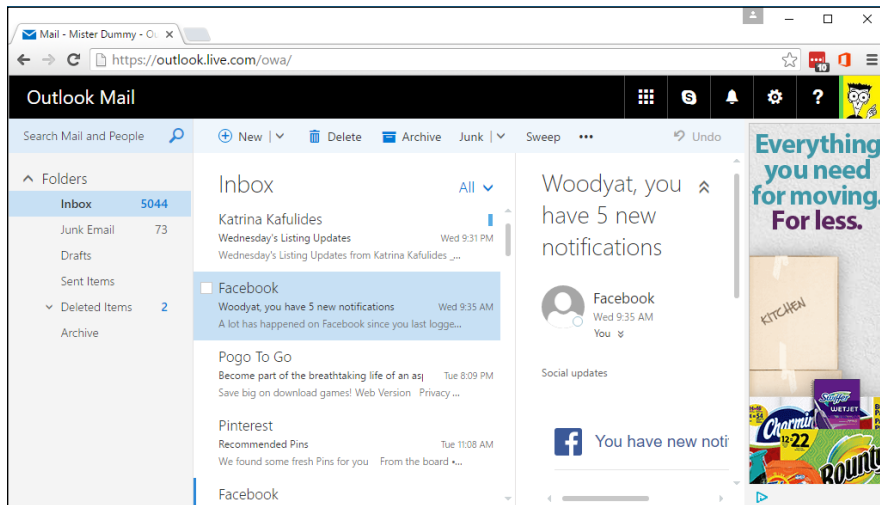 Mail - Mister Dummy - Ou
https://outlook.live.com/owa/
10
Outlook Mail
?
Search Mail and People
New
Delete
Archive
Junk
Sweep
•••
Undo
Folders
Inbox 5044
Junk Email 73
Drafts
Sent Items
Deleted Items 2
Archive
Inbox
All
Katrina Kafulides
Wednesday's Listing Updates Wed 9:31 PM
Wednesday's Listing Updates from Katrina Kafulides _...
Facebook
Woodyat, you have 5 new notifications Wed 9:35 AM
A lot has happened on Facebook since you last logge...
Pogo To Go
Become part of the breathtaking life of an as Tue 8:09 PM
Save big on download games! Web Version Privacy ...
Pinterest
Recommended Pins Tue 11:08 AM
We found some fresh Pins for you From the board •...
Facebook
Woodyat, you
have 5 new
notifications
Facebook
Wed 9:35 AM
You
Social updates
You have new noti
Everything
you need
for moving.
For less.
KITCHEN
Swiffer
WETJET
Charmin
12=22
Bounty